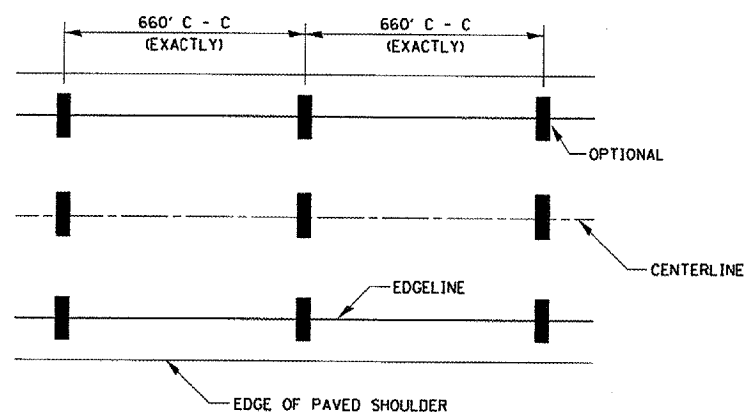 660' C - C
(EXACTLY)
660' C - C
(EXACTLY)
OPTIONAL
CENTERLINE
EDGELINE
EDGE OF PAVED SHOULDER